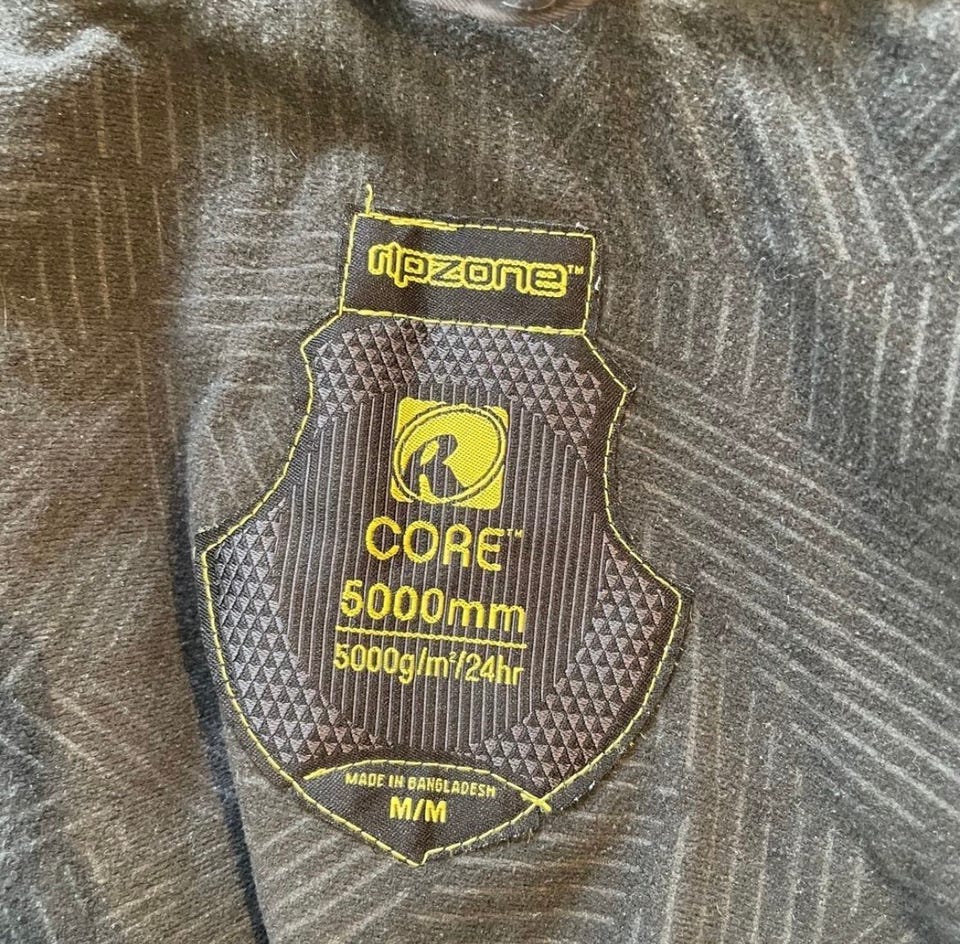 ripzone™
R
CORE™
5000mm
5000g/m²/24hr
MADE IN BANGLADESH
M/M